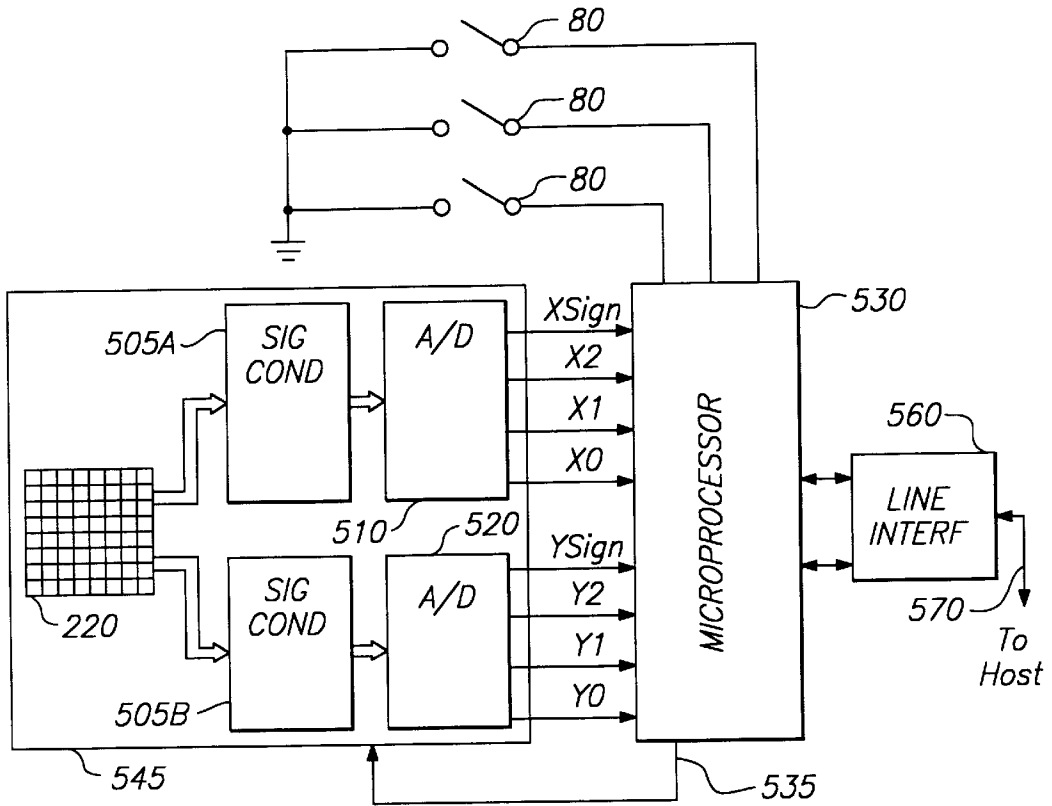 80
80
80
530
505A
SIG
COND
A/D
XSign
X2
X1
X0
510
220
505B
SIG
COND
520
A/D
YSign
Y2
Y1
Y0
MICROPROCESSOR
560
LINE
INTERF
570
To
Host
545
535